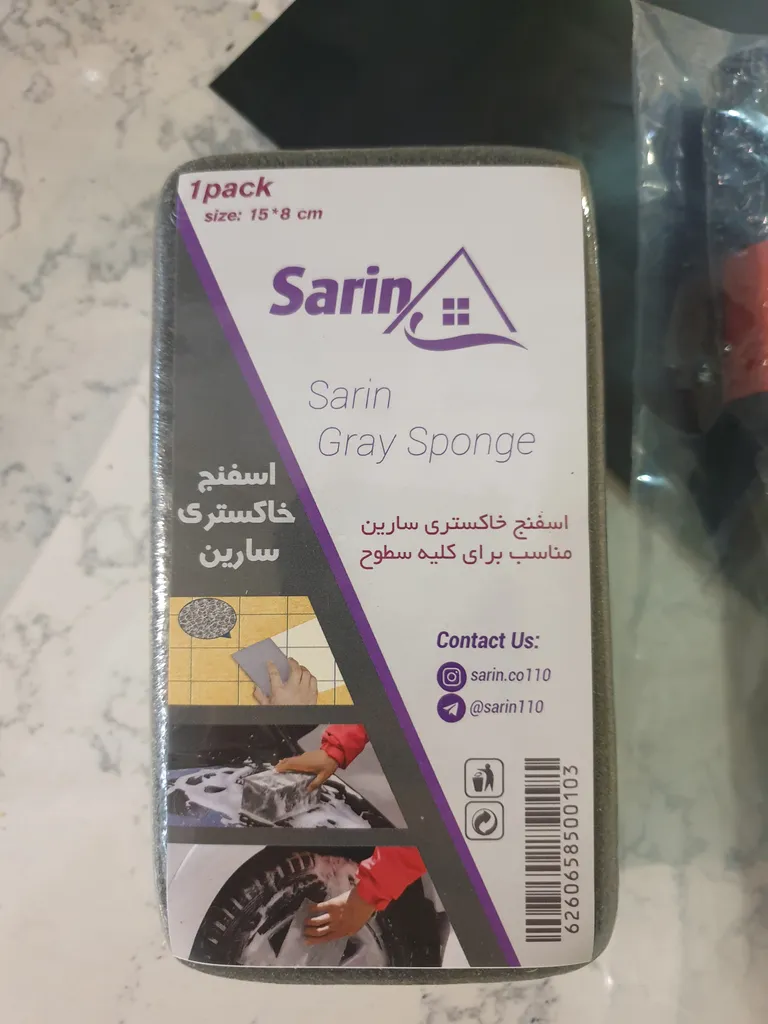 1pack
size: 15*8 cm
Sarin
Sarin
Gray Sponge
اسفنج
خاکستری
سارین
اسفنج خاکستری سارین
مناسب برای کلیه سطوح
Contact Us:
sarin.co110
@sarin110
6260658500103